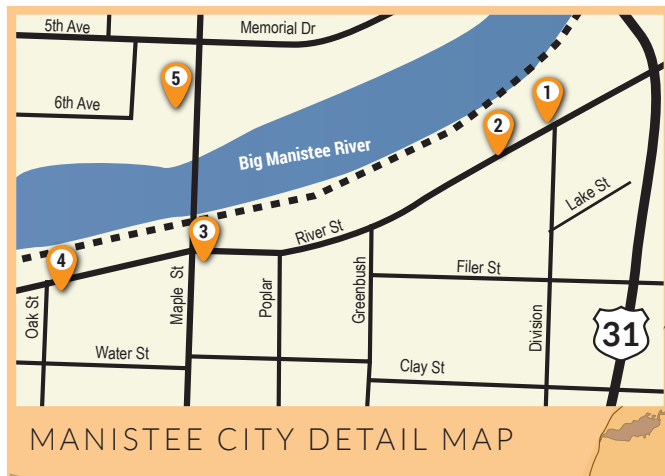 5th Ave
Memorial Dr
5
1
6th Ave
2
Big Manistee River
Lake St
3
River St
4
Filer St
Oak St
Maple St
Poplar
Greenbush
Division
31
Water St
Clay St
MANISTEE CITY DETAIL MAP